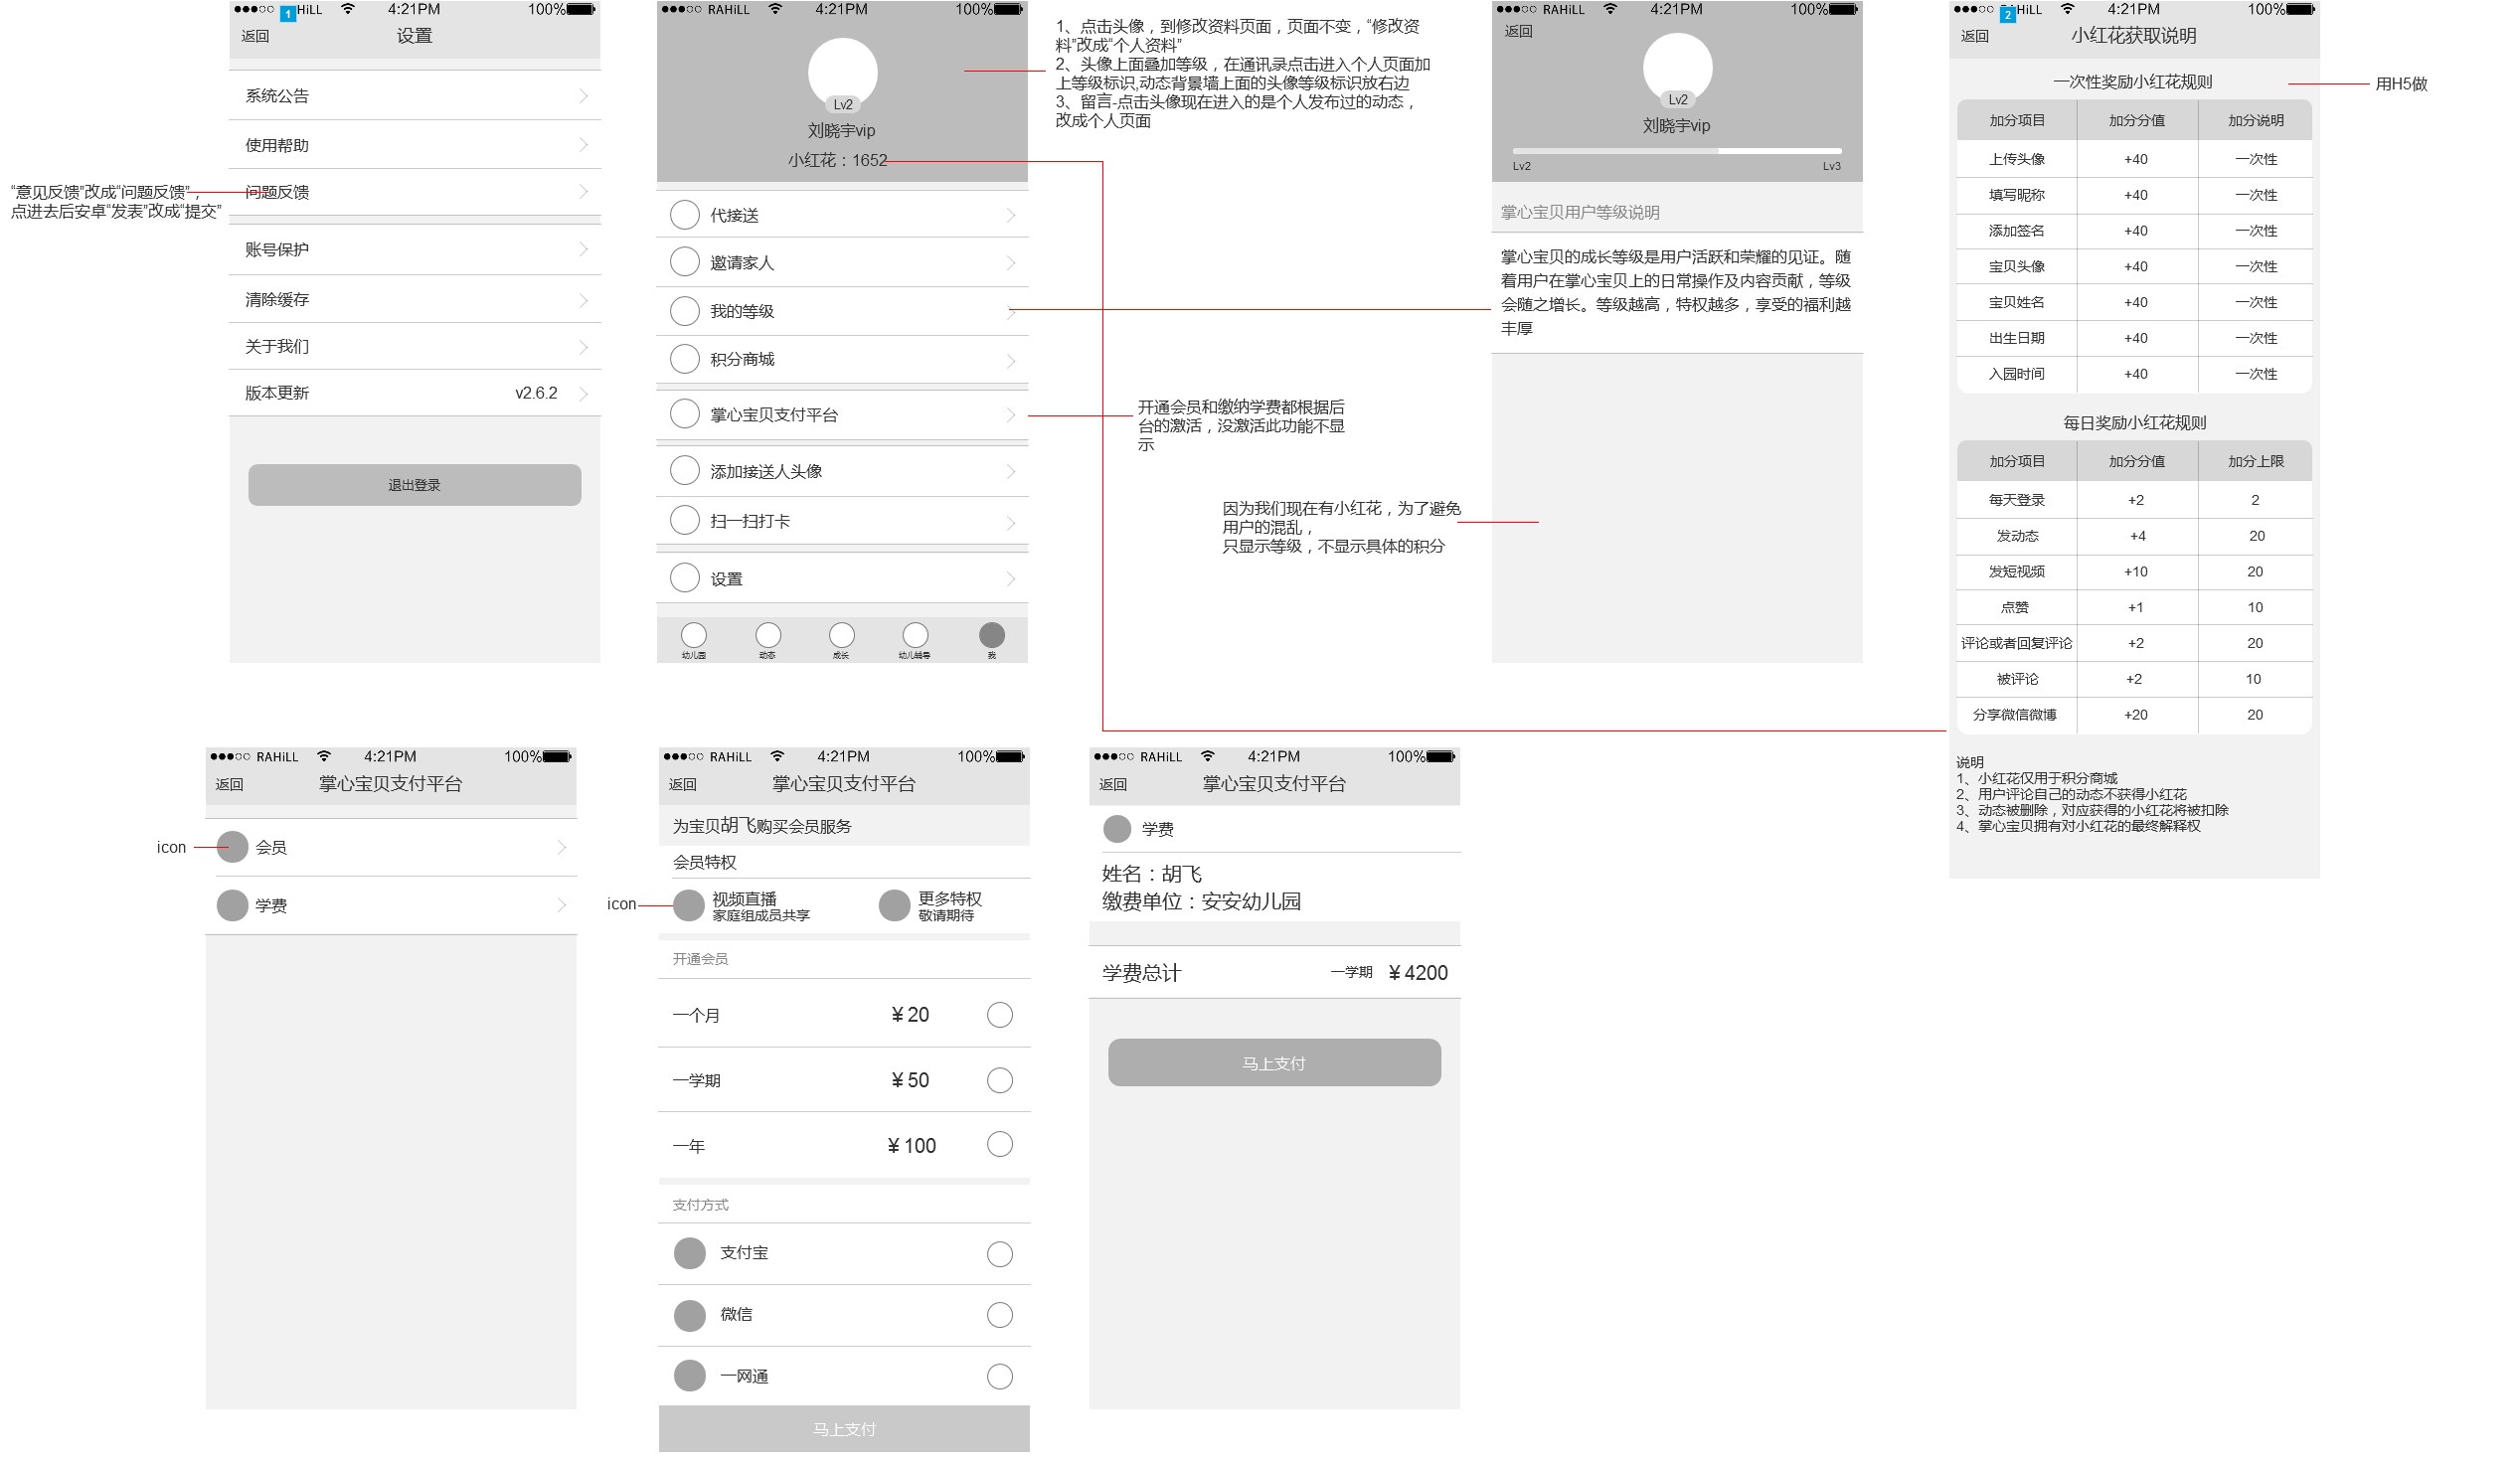 1
HiLL 4:21PM 100%
返回 设置
系统公告
使用帮助
问题反馈
账号保护
清除缓存
关于我们
版本更新 v2.6.2
退出登录
“意见反馈”改成“问题反馈”，
点进去后安卓“发表”改成“提交”
RAHiLL 4:21PM 100%
Lv2
刘晓宇vip
小红花：1652
代接送
邀请家人
我的等级
积分商城
掌心宝贝支付平台
添加接送人头像
扫一扫打卡
设置
幼儿园 动态 成长 幼儿辅导 我
1、点击头像，到修改资料页面，页面不变，“修改资
料”改成“个人资料”
2、头像上面叠加等级，在通讯录点击进入个人页面加
上等级标识,动态背景墙上面的头像等级标识放右边
3、留言-点击头像现在进入的是个人发布过的动态，
改成个人页面
开通会员和缴纳学费都根据后
台的激活，没激活此功能不显
示
因为我们现在有小红花，为了避免
用户的混乱，
只显示等级，不显示具体的积分
RAHiLL 4:21PM 100%
返回
Lv2
刘晓宇vip
Lv2 Lv3
掌心宝贝用户等级说明
掌心宝贝的成长等级是用户活跃和荣耀的见证。随
着用户在掌心宝贝上的日常操作及内容贡献，等级
会随之增长。等级越高，特权越多，享受的福利越
丰厚
2
HiLL 4:21PM 100%
返回 小红花获取说明
一次性奖励小红花规则
用H5做
加分项目 加分分值 加分说明
上传头像 +40 一次性
填写昵称 +40 一次性
添加签名 +40 一次性
宝贝头像 +40 一次性
宝贝姓名 +40 一次性
出生日期 +40 一次性
入园时间 +40 一次性
每日奖励小红花规则
加分项目 加分分值 加分上限
每天登录 +2 2
发动态 +4 20
发短视频 +10 20
点赞 +1 10
评论或者回复评论 +2 20
被评论 +2 10
分享微信微博 +20 20
说明
1、小红花仅用于积分商城
2、用户评论自己的动态不获得小红花
3、动态被删除，对应获得的小红花将被扣除
4、掌心宝贝拥有对小红花的最终解释权
RAHiLL 4:21PM 100%
返回 掌心宝贝支付平台
icon
会员
学费
RAHiLL 4:21PM 100%
返回 掌心宝贝支付平台
为宝贝胡飞购买会员服务
会员特权
icon
视频直播 更多特权
家庭组成员共享 敬请期待
开通会员
一个月 ¥20
一学期 ¥50
一年 ¥100
支付方式
支付宝
微信
一网通
马上支付
RAHiLL 4:21PM 100%
返回 掌心宝贝支付平台
学费
姓名：胡飞
缴费单位：安安幼儿园
学费总计 一学期 ¥4200
马上支付